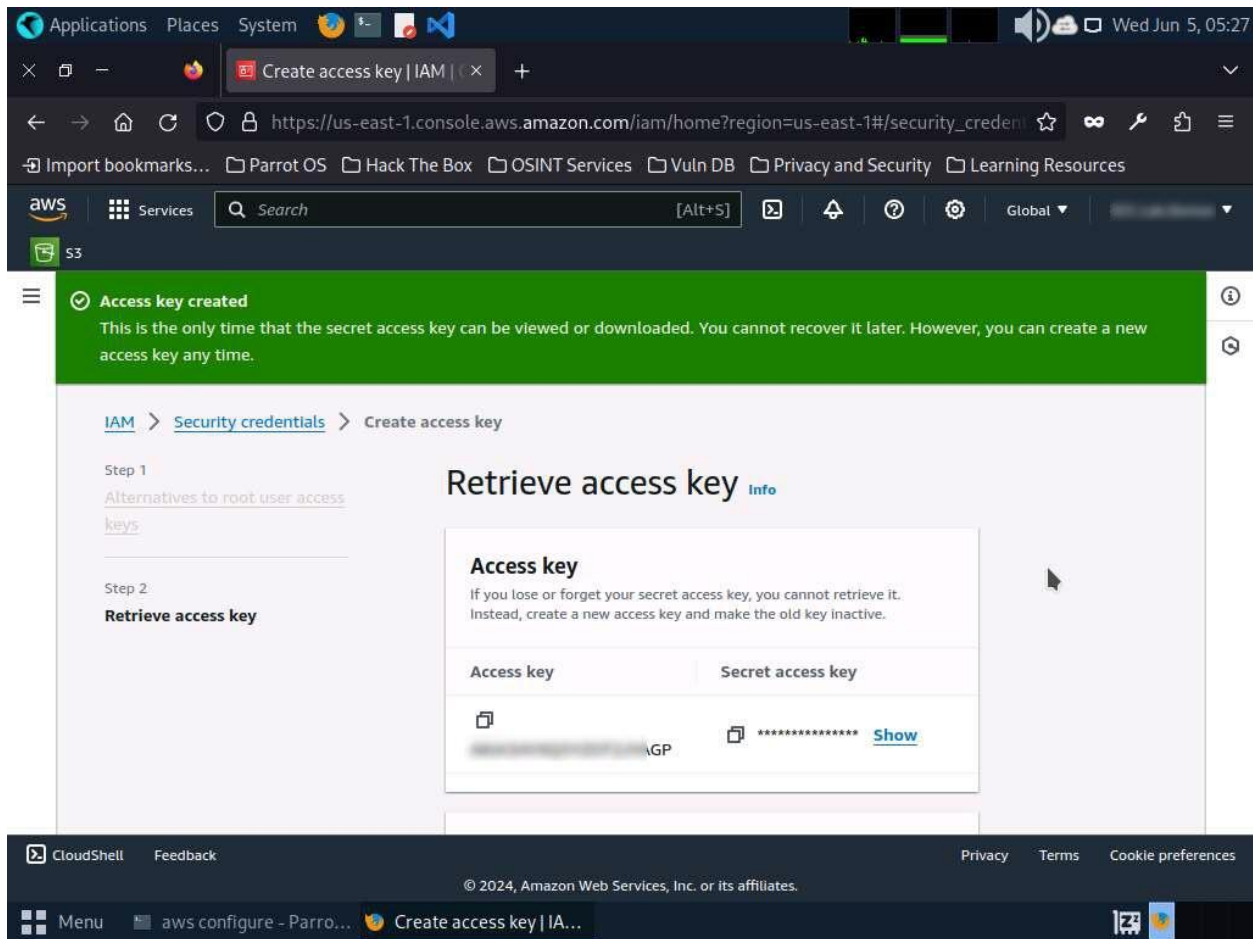 Applications Places System Wed Jun 5, 05:27
Create access key | IAM | +
https://us-east-1.console.aws.amazon.com/iam/home?region=us-east-1#/security_creden
Import bookmarks... Parrot OS Hack The Box OSINT Services Vuln DB Privacy and Security Learning Resources
aws Services Search [Alt+S] Global
S3
Access key created
This is the only time that the secret access key can be viewed or downloaded. You cannot recover it later. However, you can create a new
access key any time.
IAM > Security credentials > Create access key
Step 1
Alternatives to root user access
keys
Step 2
Retrieve access key
Retrieve access key Info
Access key
If you lose or forget your secret access key, you cannot retrieve it.
Instead, create a new access key and make the old key inactive.
Access key Secret access key
*************** Show
AGP
CloudShell Feedback Privacy Terms Cookie preferences
© 2024, Amazon Web Services, Inc. or its affiliates.
Menu aws configure - Parro... Create access key | IA...